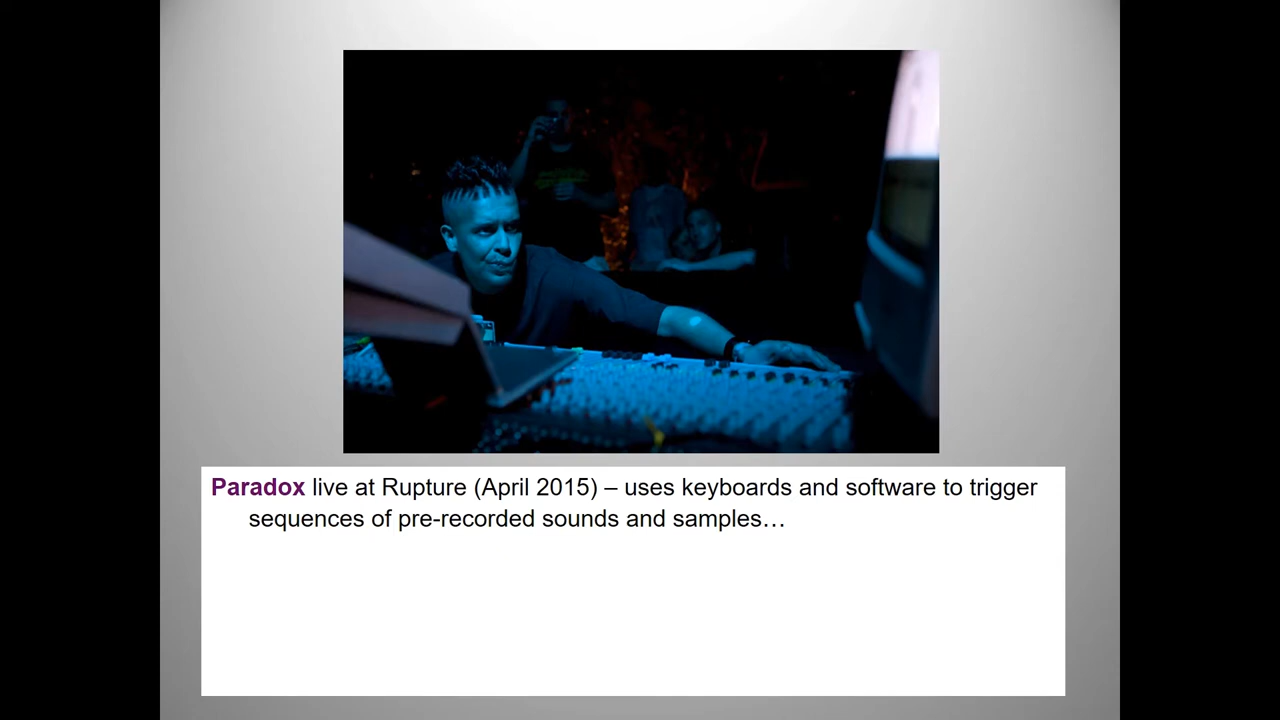 Paradox live at Rupture (April 2015) – uses keyboards and software to trigger
sequences of pre-recorded sounds and samples…